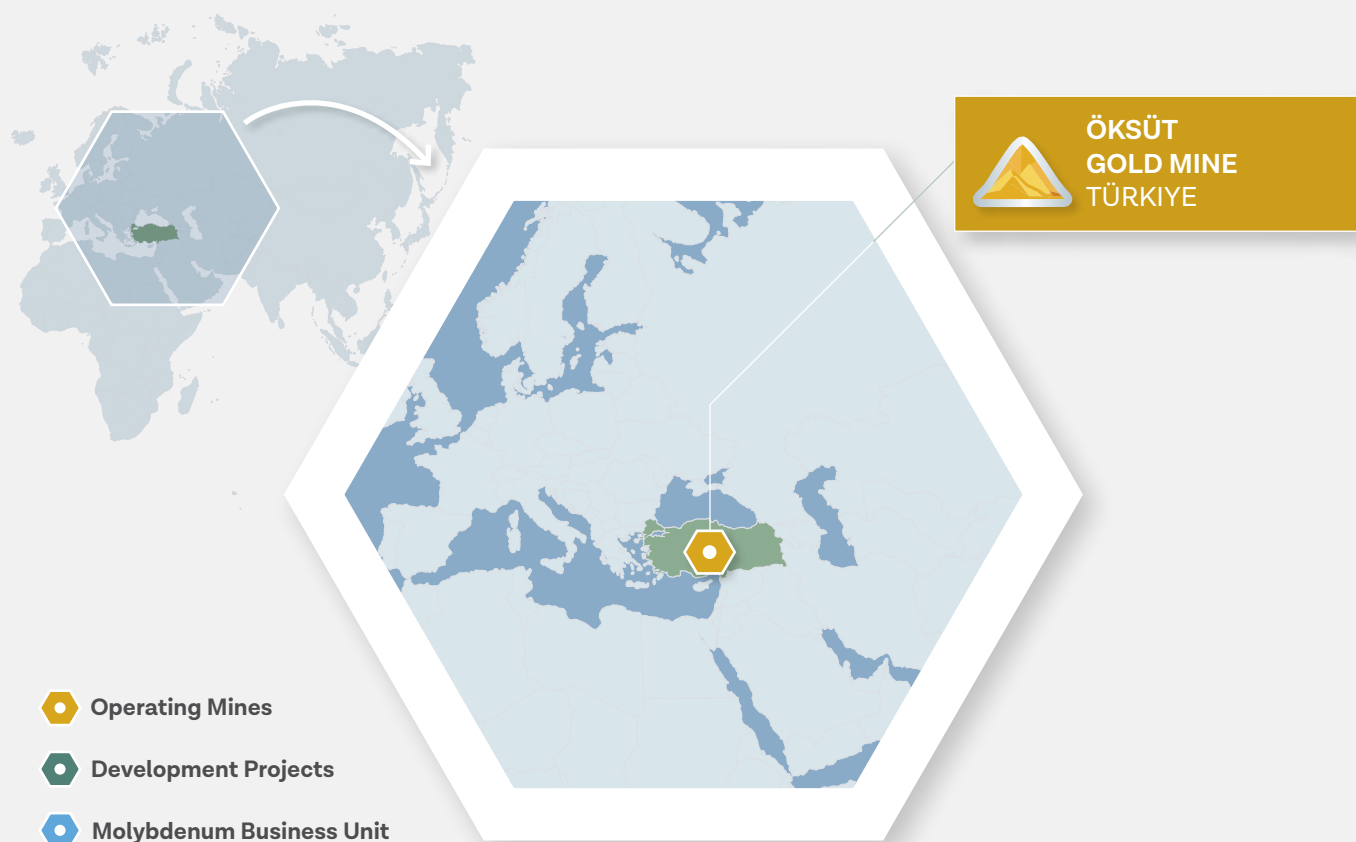 ÖKSÜT
GOLD MINE
TÜRKIYE
Operating Mines
Development Projects
Molybdenum Business Unit